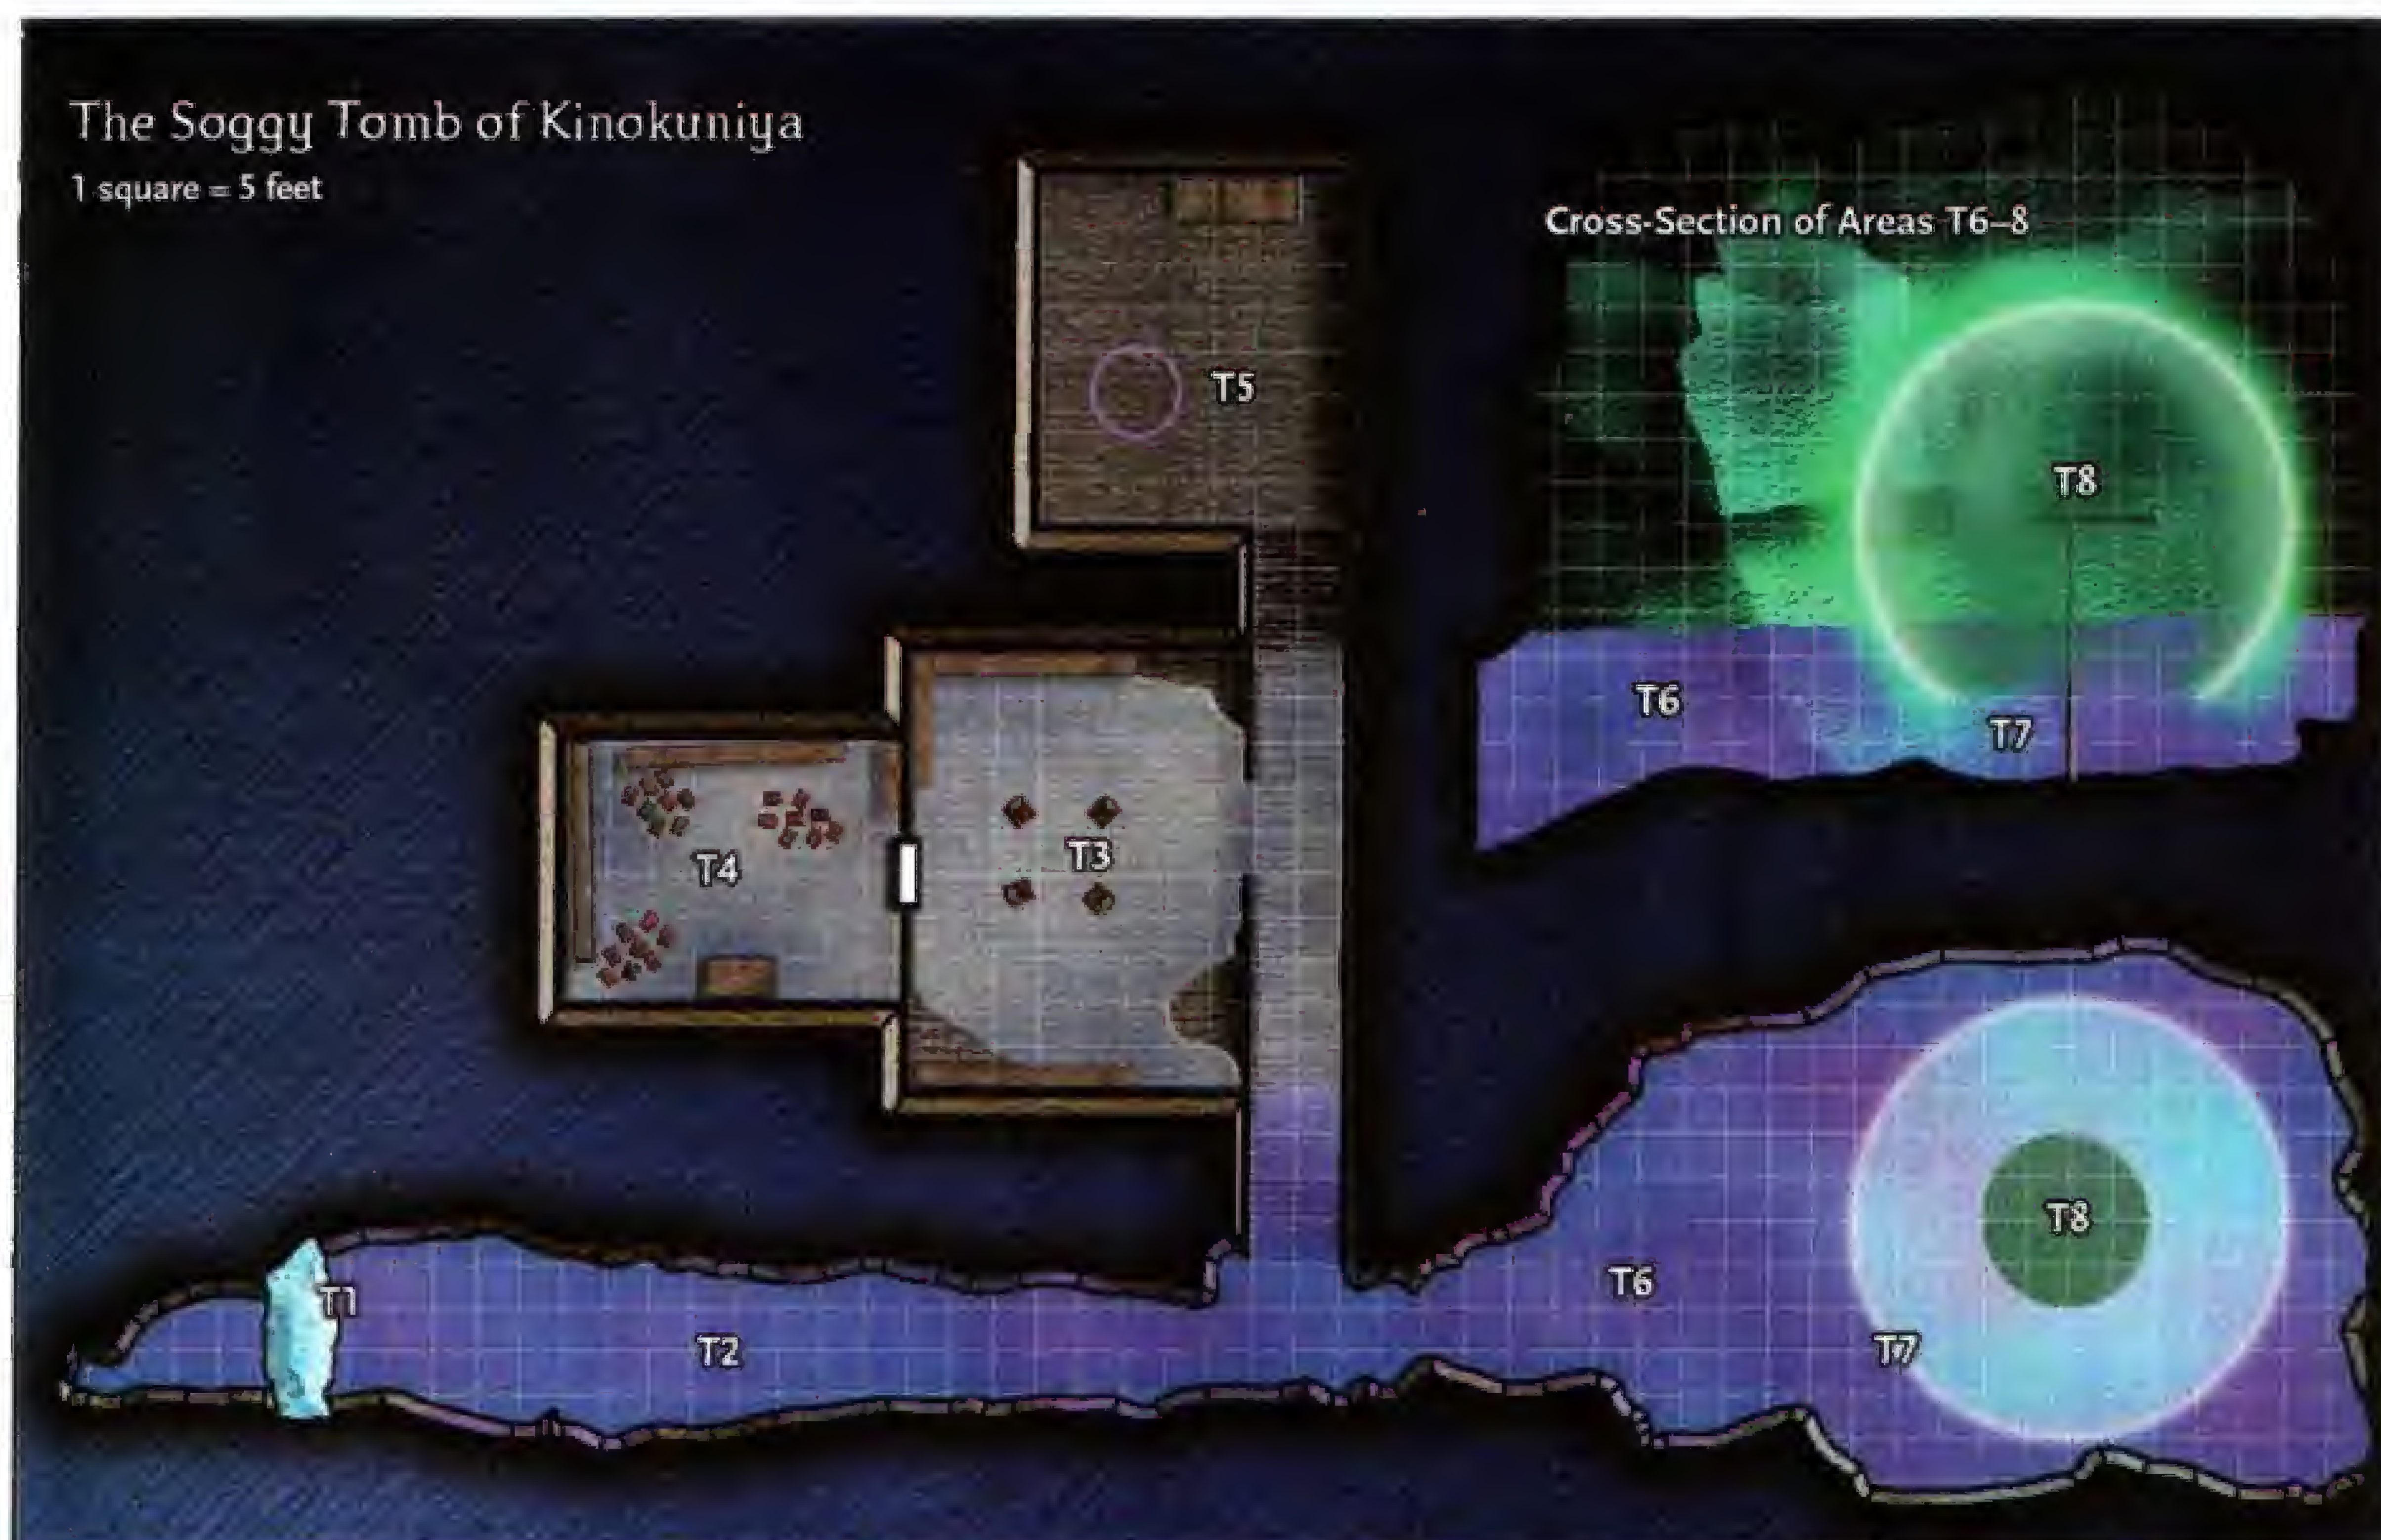 The Soggy Tomb of Kinokuniya
1 square = 5 feet
Cross-Section of Areas T6–8
T5
T8
T6
T7
T3
T4
T8
T6
T1
T2
T7